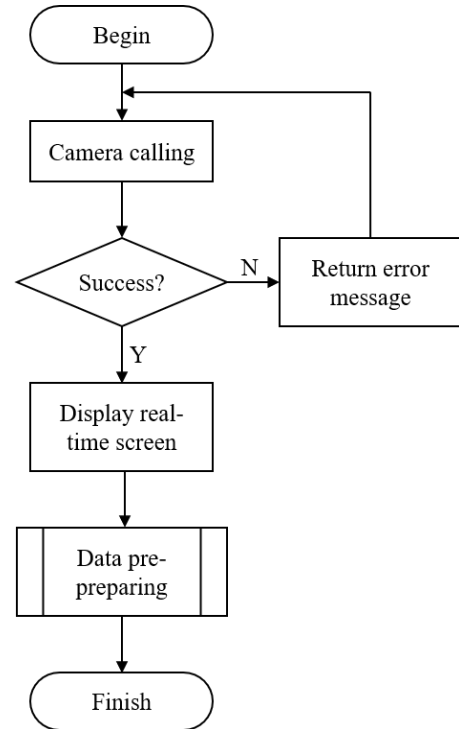 Begin
Camera calling
Success?
N
Return error
message
Y
Display real-
time screen
Data pre-
preparing
Finish